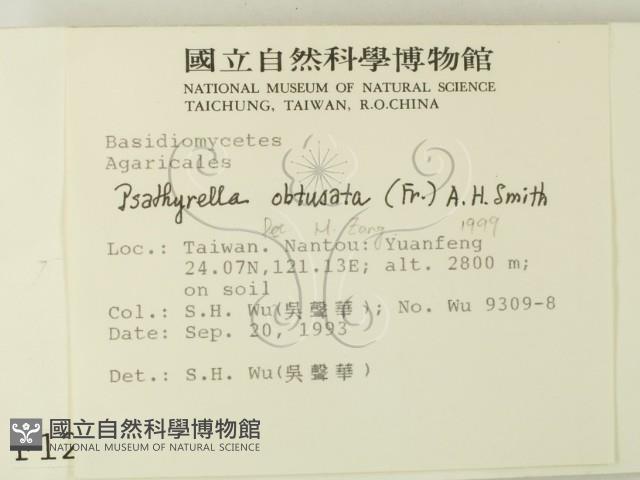 國立自然科學博物館
NATIONAL MUSEUM OF NATURAL SCIENCE
TAICHUNG, TAIWAN, R.O.CHINA
Basidiomycetes
Agaricales
Psathyrella obtusata (Fr.) A.H. Smith
M. Zang 1999
Loc.: Taiwan. Nantou: Yuanfeng
24.07N,121.13E; alt. 2800 m;
on soil
Col.: S.H. Wu(吳聲華); No. Wu 9309-8
Date: Sep. 20, 1993
Det.: S.H. Wu(吳聲華)
國立自然科學博物館
NATIONAL MUSEUM OF NATURAL SCIENCE